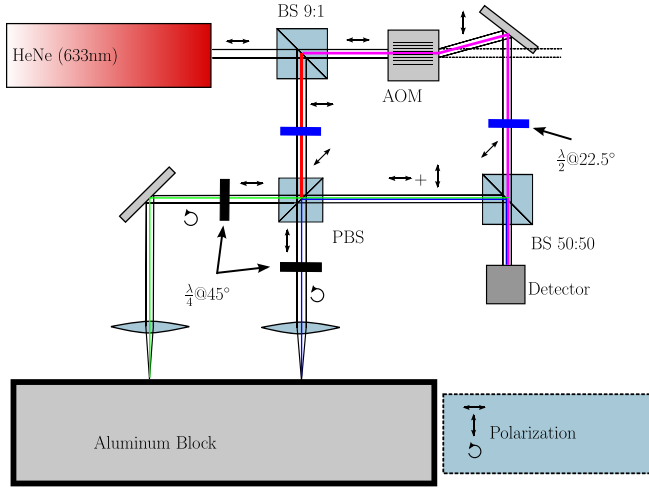 BS 9:1
HeNe (633nm)
AOM
λ/2@22.5°
+
PBS
BS 50:50
λ/4@45°
Detector
Aluminum Block
Polarization